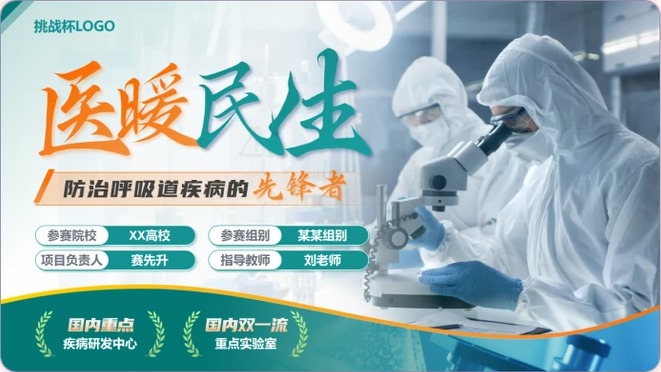 挑战杯LOGO
医暖民生
防治呼吸道疾病的先锋者
参赛院校 XX高校 参赛组别 某某组别
项目负责人 赛先升 指导教师 刘老师
国内重点 国内双一流
疾病研发中心 重点实验室